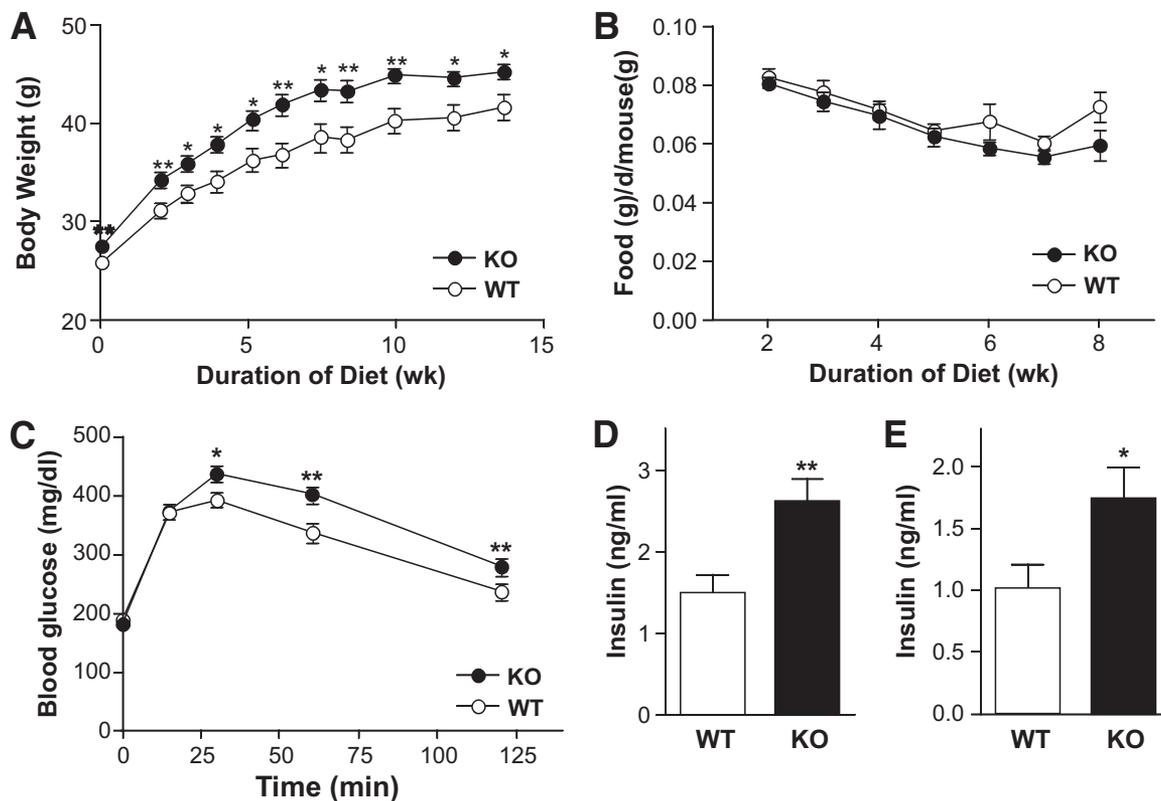 A
50
40
30
20
Body Weight (g)
** ** * * * ** * ** ** * *
KO
WT
0 5 10 15
Duration of Diet (wk)
B
0.10
0.08
0.06
0.04
0.02
0.00
Food (g)/d/mouse(g)
KO
WT
2 4 6 8
Duration of Diet (wk)
C
500
400
300
200
100
0
Blood glucose (mg/dl)
* ** **
KO
WT
0 25 50 75 100 125
Time (min)
D
3
2
1
0
Insulin (ng/ml)
**
WT KO
E
2.0
1.5
1.0
0.5
0.0
Insulin (ng/ml)
*
WT KO